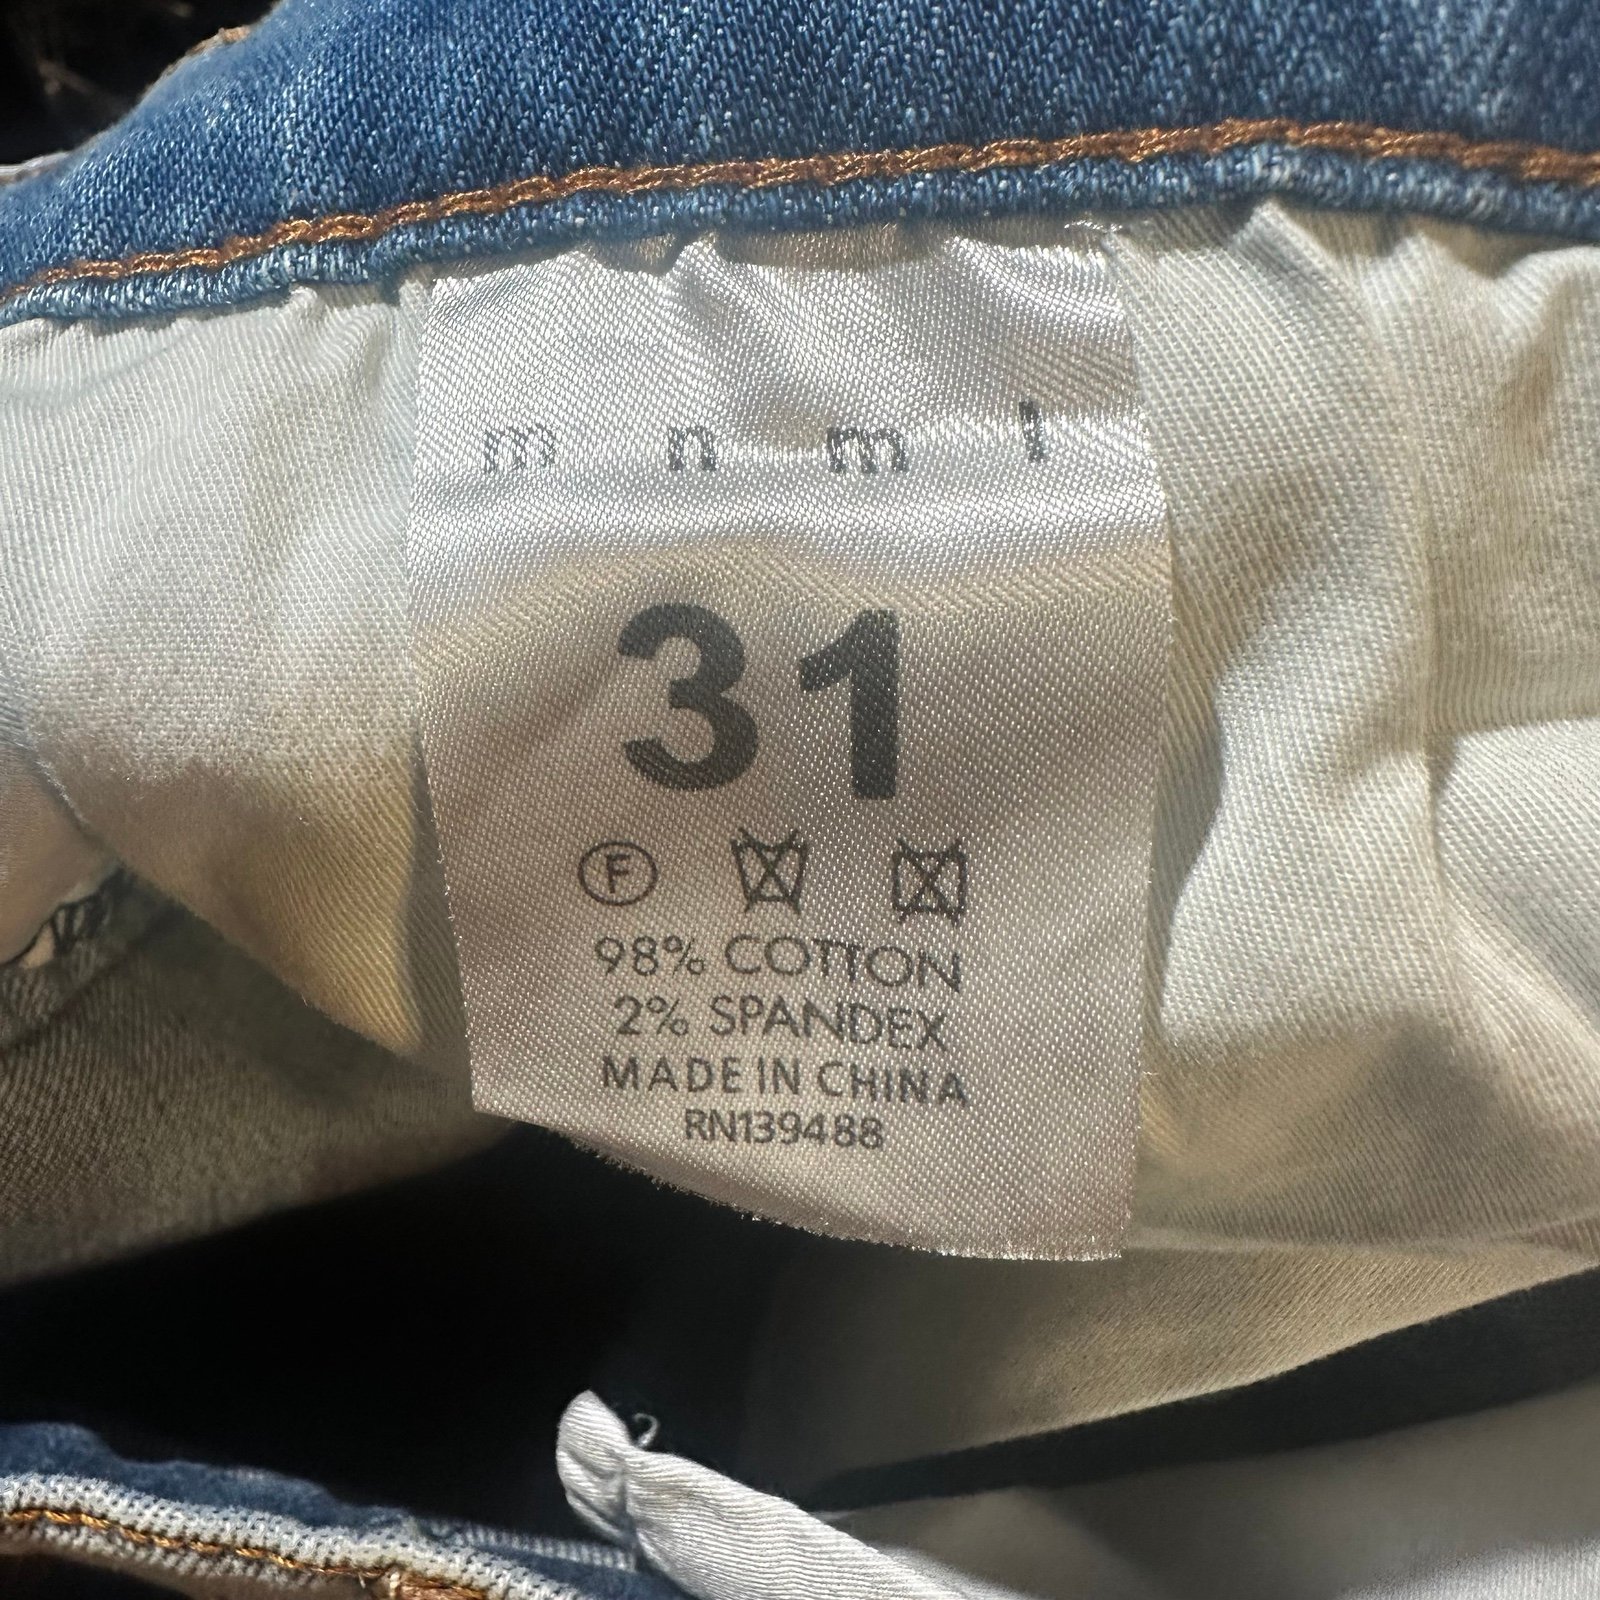 m n m l
31
F
98% COTTON
2% SPANDEX
MADE IN CHINA
RN139488